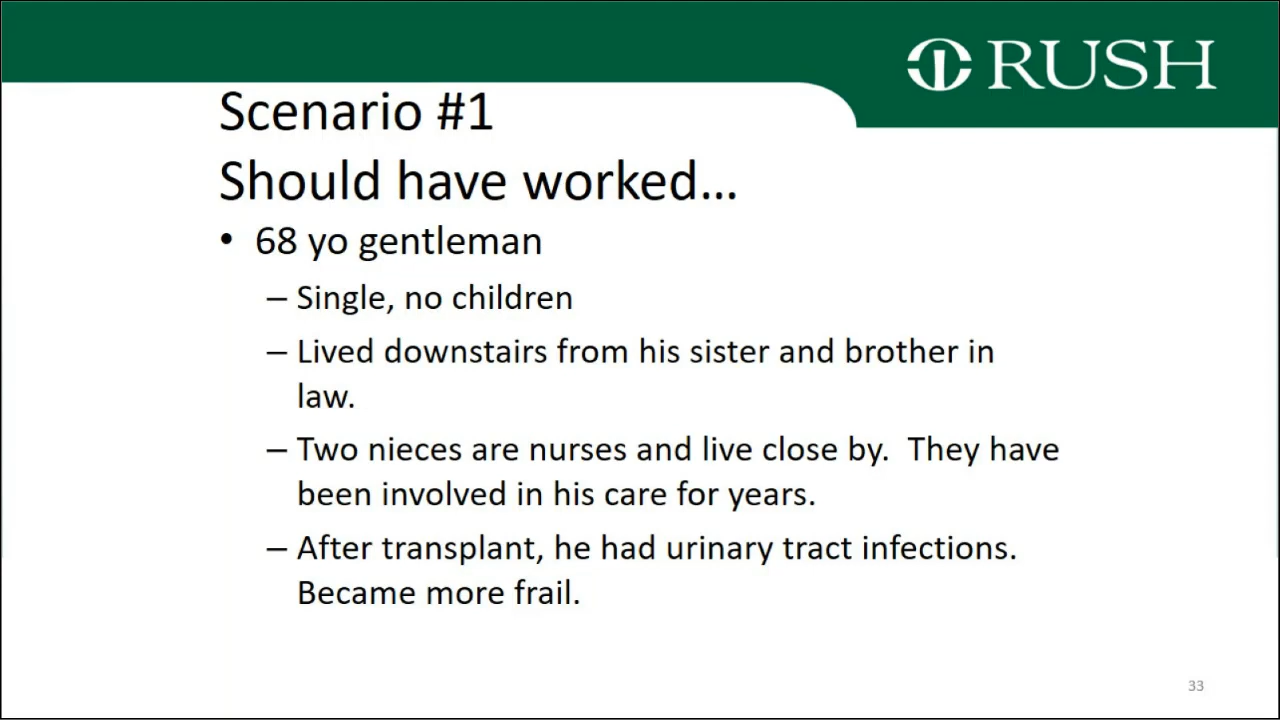 RUSH
Scenario #1
Should have worked…
• 68 yo gentleman
– Single, no children
– Lived downstairs from his sister and brother in
law.
– Two nieces are nurses and live close by.  They have
been involved in his care for years.
– After transplant, he had urinary tract infections.
Became more frail.
33